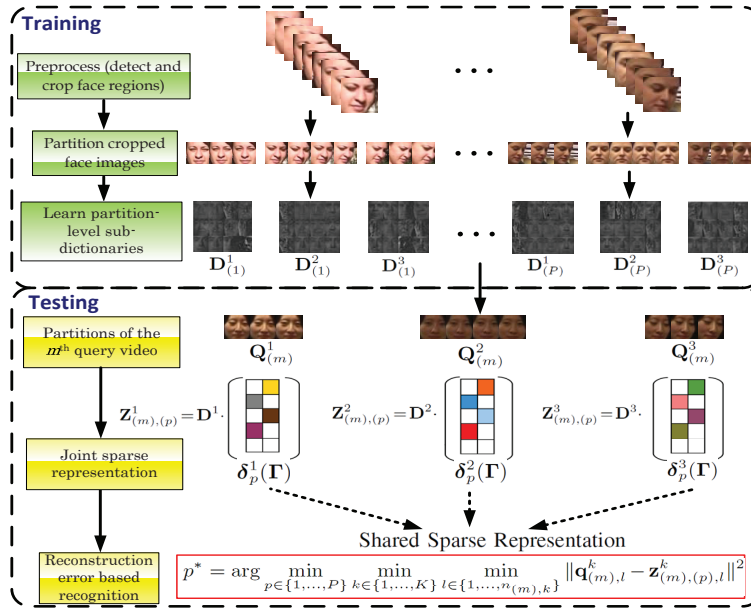 Training
Preprocess (detect and
crop face regions)
Partition cropped
face images
Learn partition-
level sub-
dictionaries
D^1_{(1)} D^2_{(1)} D^3_{(1)} D^1_{(P)} D^2_{(P)} D^3_{(P)}
Testing
Partitions of the
m^{th} query video
Q^1_{(m)} Q^2_{(m)} Q^3_{(m)}
Z^1_{(m),(p)} = D^1 · Z^2_{(m),(p)} = D^2 · Z^3_{(m),(p)} = D^3 ·
Joint sparse
representation
δ^1_p(Γ) δ^2_p(Γ) δ^3_p(Γ)
Shared Sparse Representation
Reconstruction
error based
recognition
p* = arg min_{p∈{1,...,P}} min_{k∈{1,...,K}} min_{l∈{1,...,n_{(m),k}}} ‖q^k_{(m),l} − z^k_{(m),(p),l}‖^2